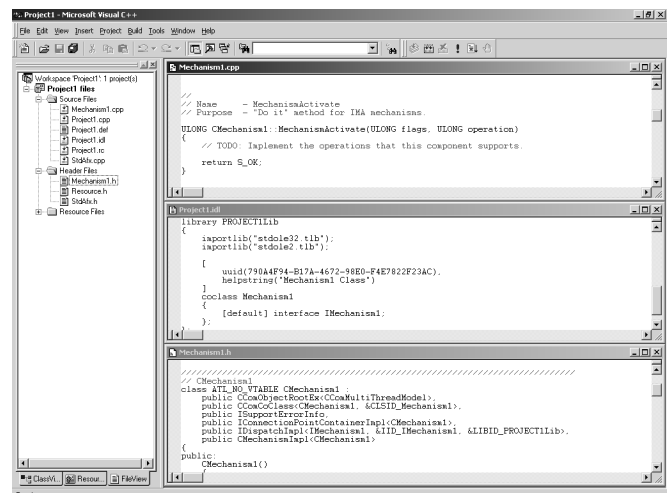 Project1 - Microsoft Visual C++
File Edit View Insert Project Build Tools Window Help
Workspace 'Project1': 1 project(s)
Project1 files
Source Files
Mechanism1.cpp
Project1.cpp
Project1.def
Project1.idl
Project1.rc
StdAfx.cpp
Header Files
Mechanism1.h
Resource.h
StdAfx.h
Resource Files
ClassVi... Resour... FileView
Mechanism1.cpp
//
// Name - MechanismActivate
// Purpose - "Do it" method for IMA mechanisms.
ULONG CMechanism1::MechanismActivate(ULONG flags, ULONG operation)
{
// TODO: Implement the operations that this component supports.
return S_OK;
}
Project1.idl
library PROJECT1Lib
{
importlib("stdole32.tlb");
importlib("stdole2.tlb");
[
uuid(790A4F94-B17A-4672-98E0-F4E7822F23AC),
helpstring("Mechanism1 Class")
]
coclass Mechanism1
{
[default] interface IMechanism1;
};
};
Mechanism1.h
/////////////////////////////////////////////////////////////////////////////
// CMechanism1
class ATL_NO_VTABLE CMechanism1 :
public CComObjectRootEx<CComMultiThreadModel>,
public CComCoClass<CMechanism1, &CLSID_Mechanism1>,
public ISupportErrorInfo,
public IConnectionPointContainerImpl<CMechanism1>,
public IDispatchImpl<IMechanism1, &IID_IMechanism1, &LIBID_PROJECT1Lib>,
public CMechanismImpl<CMechanism1>
{
public:
CMechanism1()